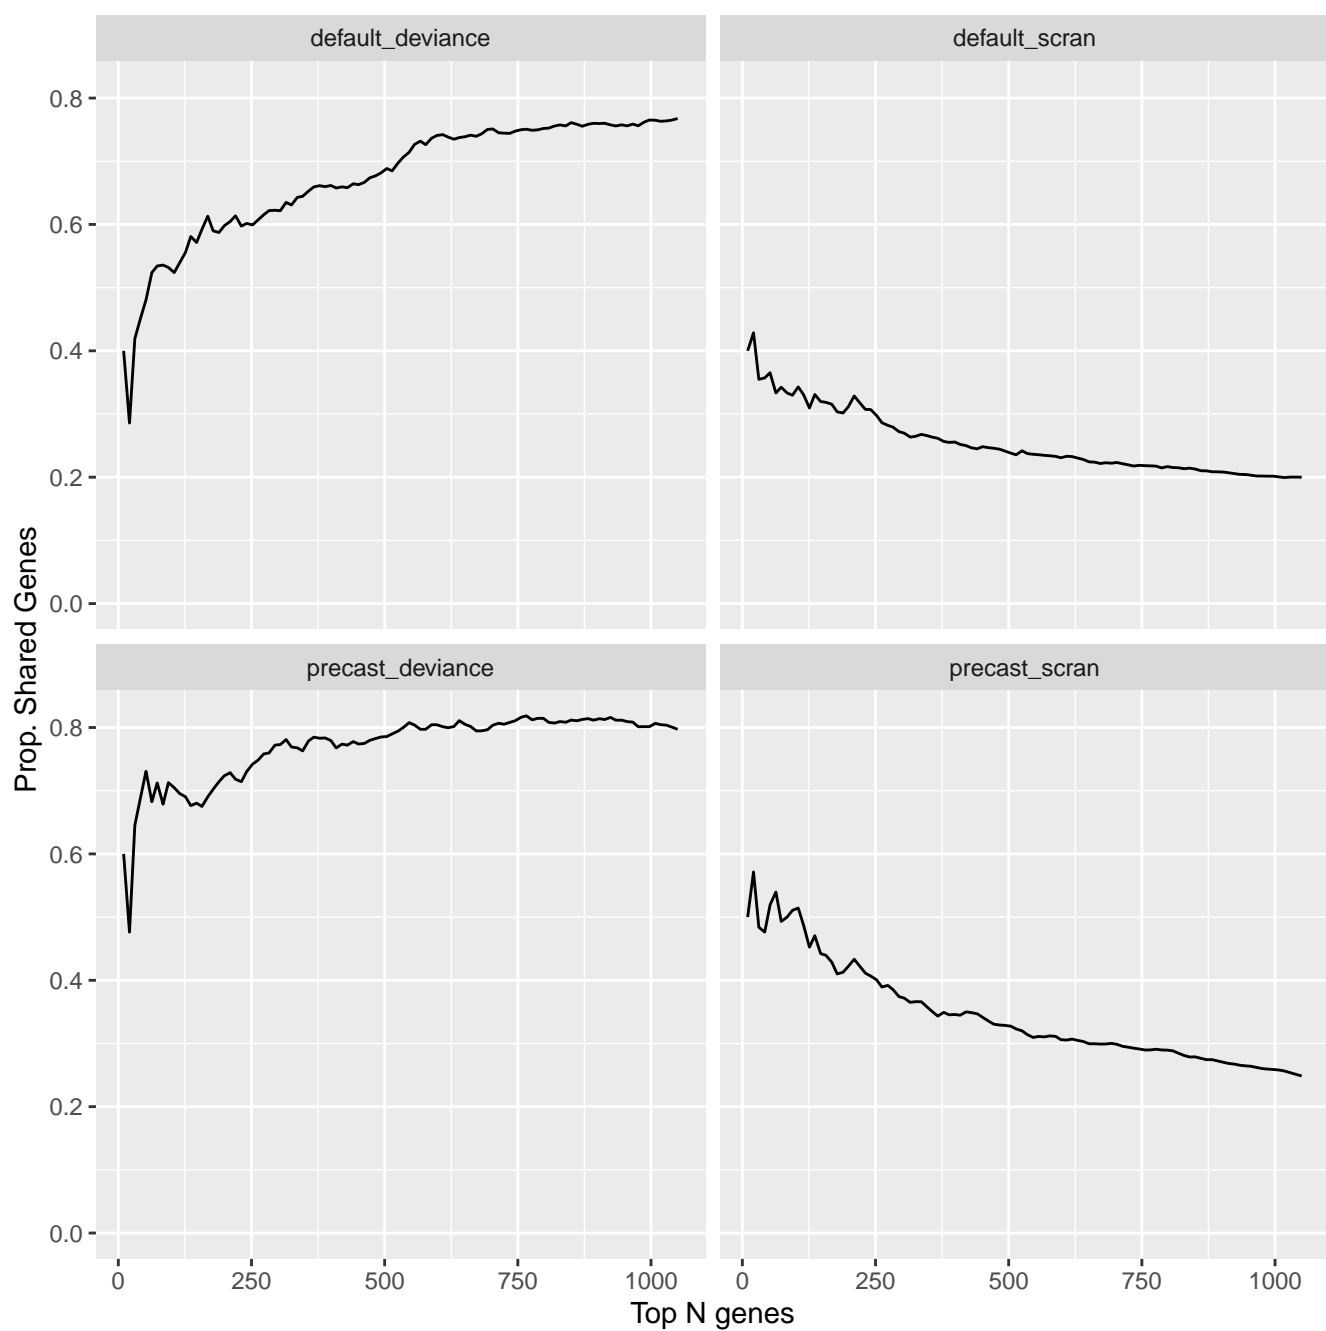 default_deviance
default_scran
0.8
0.6
0.4
0.2
0.0
precast_deviance
precast_scran
0.8
0.6
0.4
0.2
0.0
Prop. Shared Genes
0 250 500 750 1000
0 250 500 750 1000
Top N genes